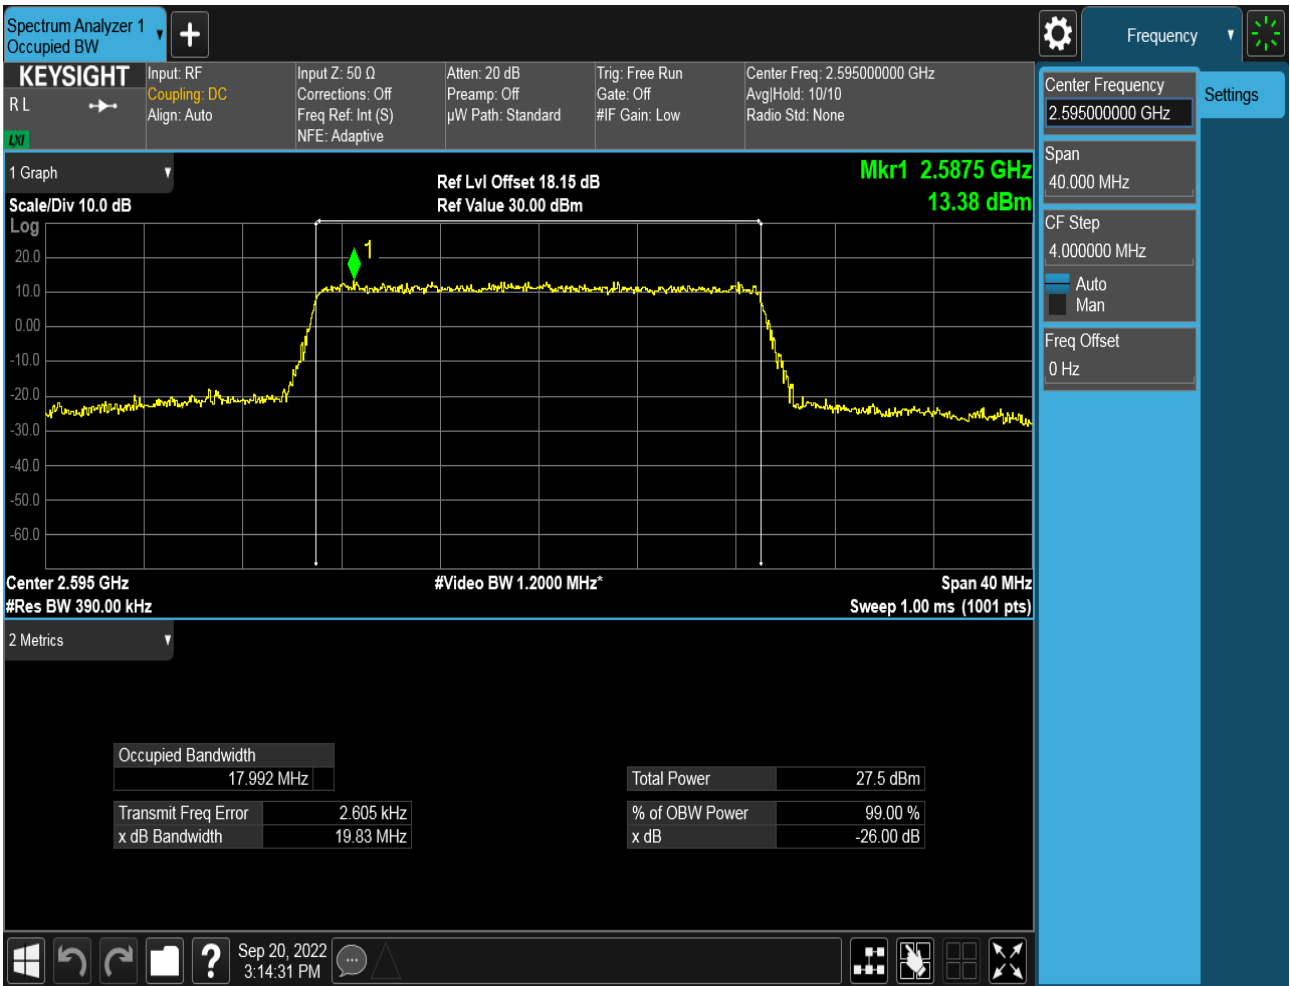 Spectrum Analyzer 1
Occupied BW
Frequency
KEYSIGHT
R L
LXI
Input: RF
Coupling: DC
Align: Auto
Input Z: 50 Ω
Corrections: Off
Freq Ref: Int (S)
NFE: Adaptive
Atten: 20 dB
Preamp: Off
µW Path: Standard
Trig: Free Run
Gate: Off
#IF Gain: Low
Center Freq: 2.595000000 GHz
Avg|Hold: 10/10
Radio Std: None
Center Frequency
2.595000000 GHz
Settings
Span
40.000 MHz
CF Step
4.000000 MHz
Auto
Man
Freq Offset
0 Hz
1 Graph
Scale/Div 10.0 dB
Ref Lvl Offset 18.15 dB
Ref Value 30.00 dBm
Mkr1 2.5875 GHz
13.38 dBm
Log
1
20.0
10.0
0.00
-10.0
-20.0
-30.0
-40.0
-50.0
-60.0
Center 2.595 GHz
#Video BW 1.2000 MHz*
Span 40 MHz
#Res BW 390.00 kHz
Sweep 1.00 ms (1001 pts)
2 Metrics
Occupied Bandwidth
17.992 MHz
Total Power 27.5 dBm
Transmit Freq Error 2.605 kHz
% of OBW Power 99.00 %
x dB Bandwidth 19.83 MHz
x dB -26.00 dB
?
Sep 20, 2022
3:14:31 PM